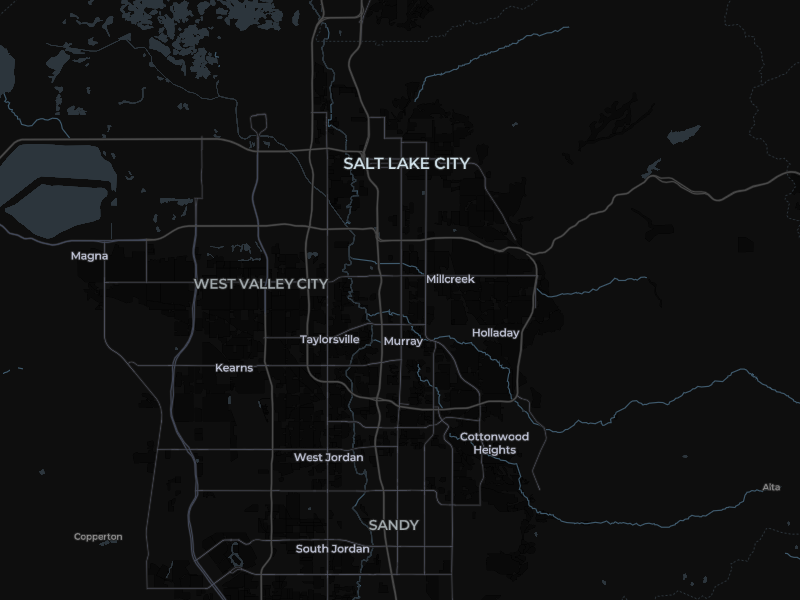 SALT LAKE CITY
Magna
Millcreek
WEST VALLEY CITY
Holladay
Taylorsville
Murray
Kearns
Cottonwood
Heights
West Jordan
Alta
SANDY
Copperton
South Jordan